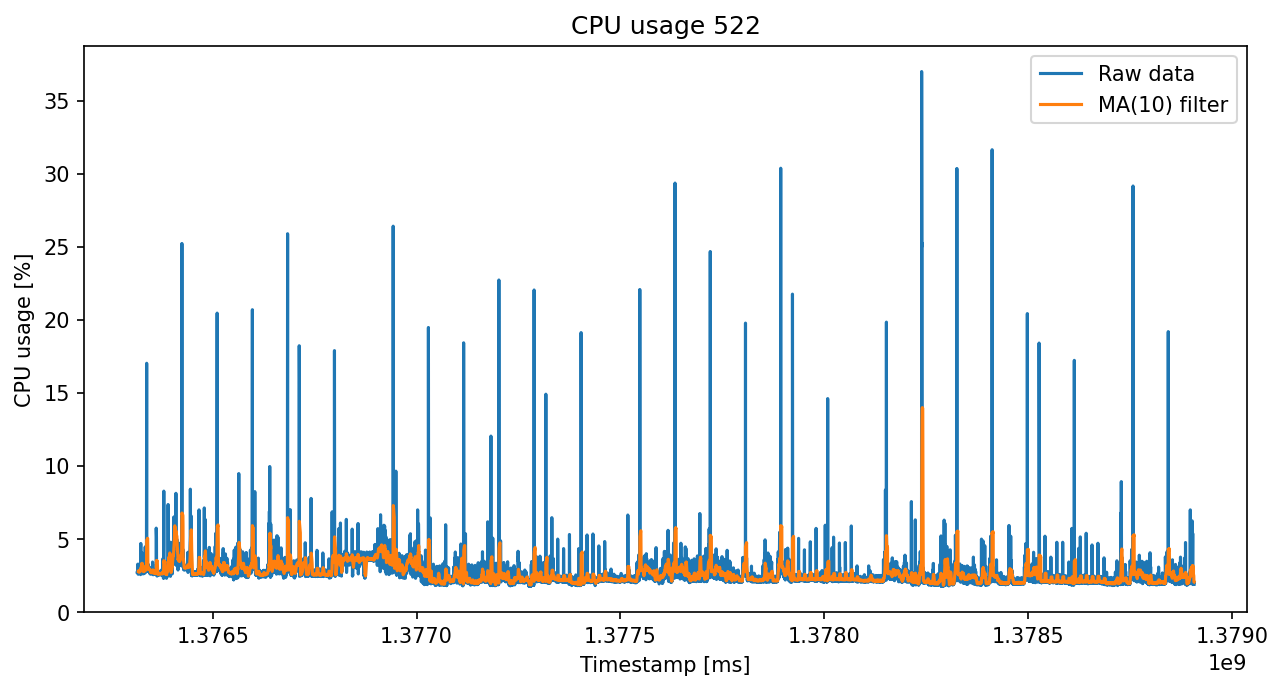 CPU usage 522
Raw data
MA(10) filter
CPU usage [%]
35
30
25
20
15
10
5
0
1.3765
1.3770
1.3775
1.3780
1.3785
1.3790
Timestamp [ms]
1e9